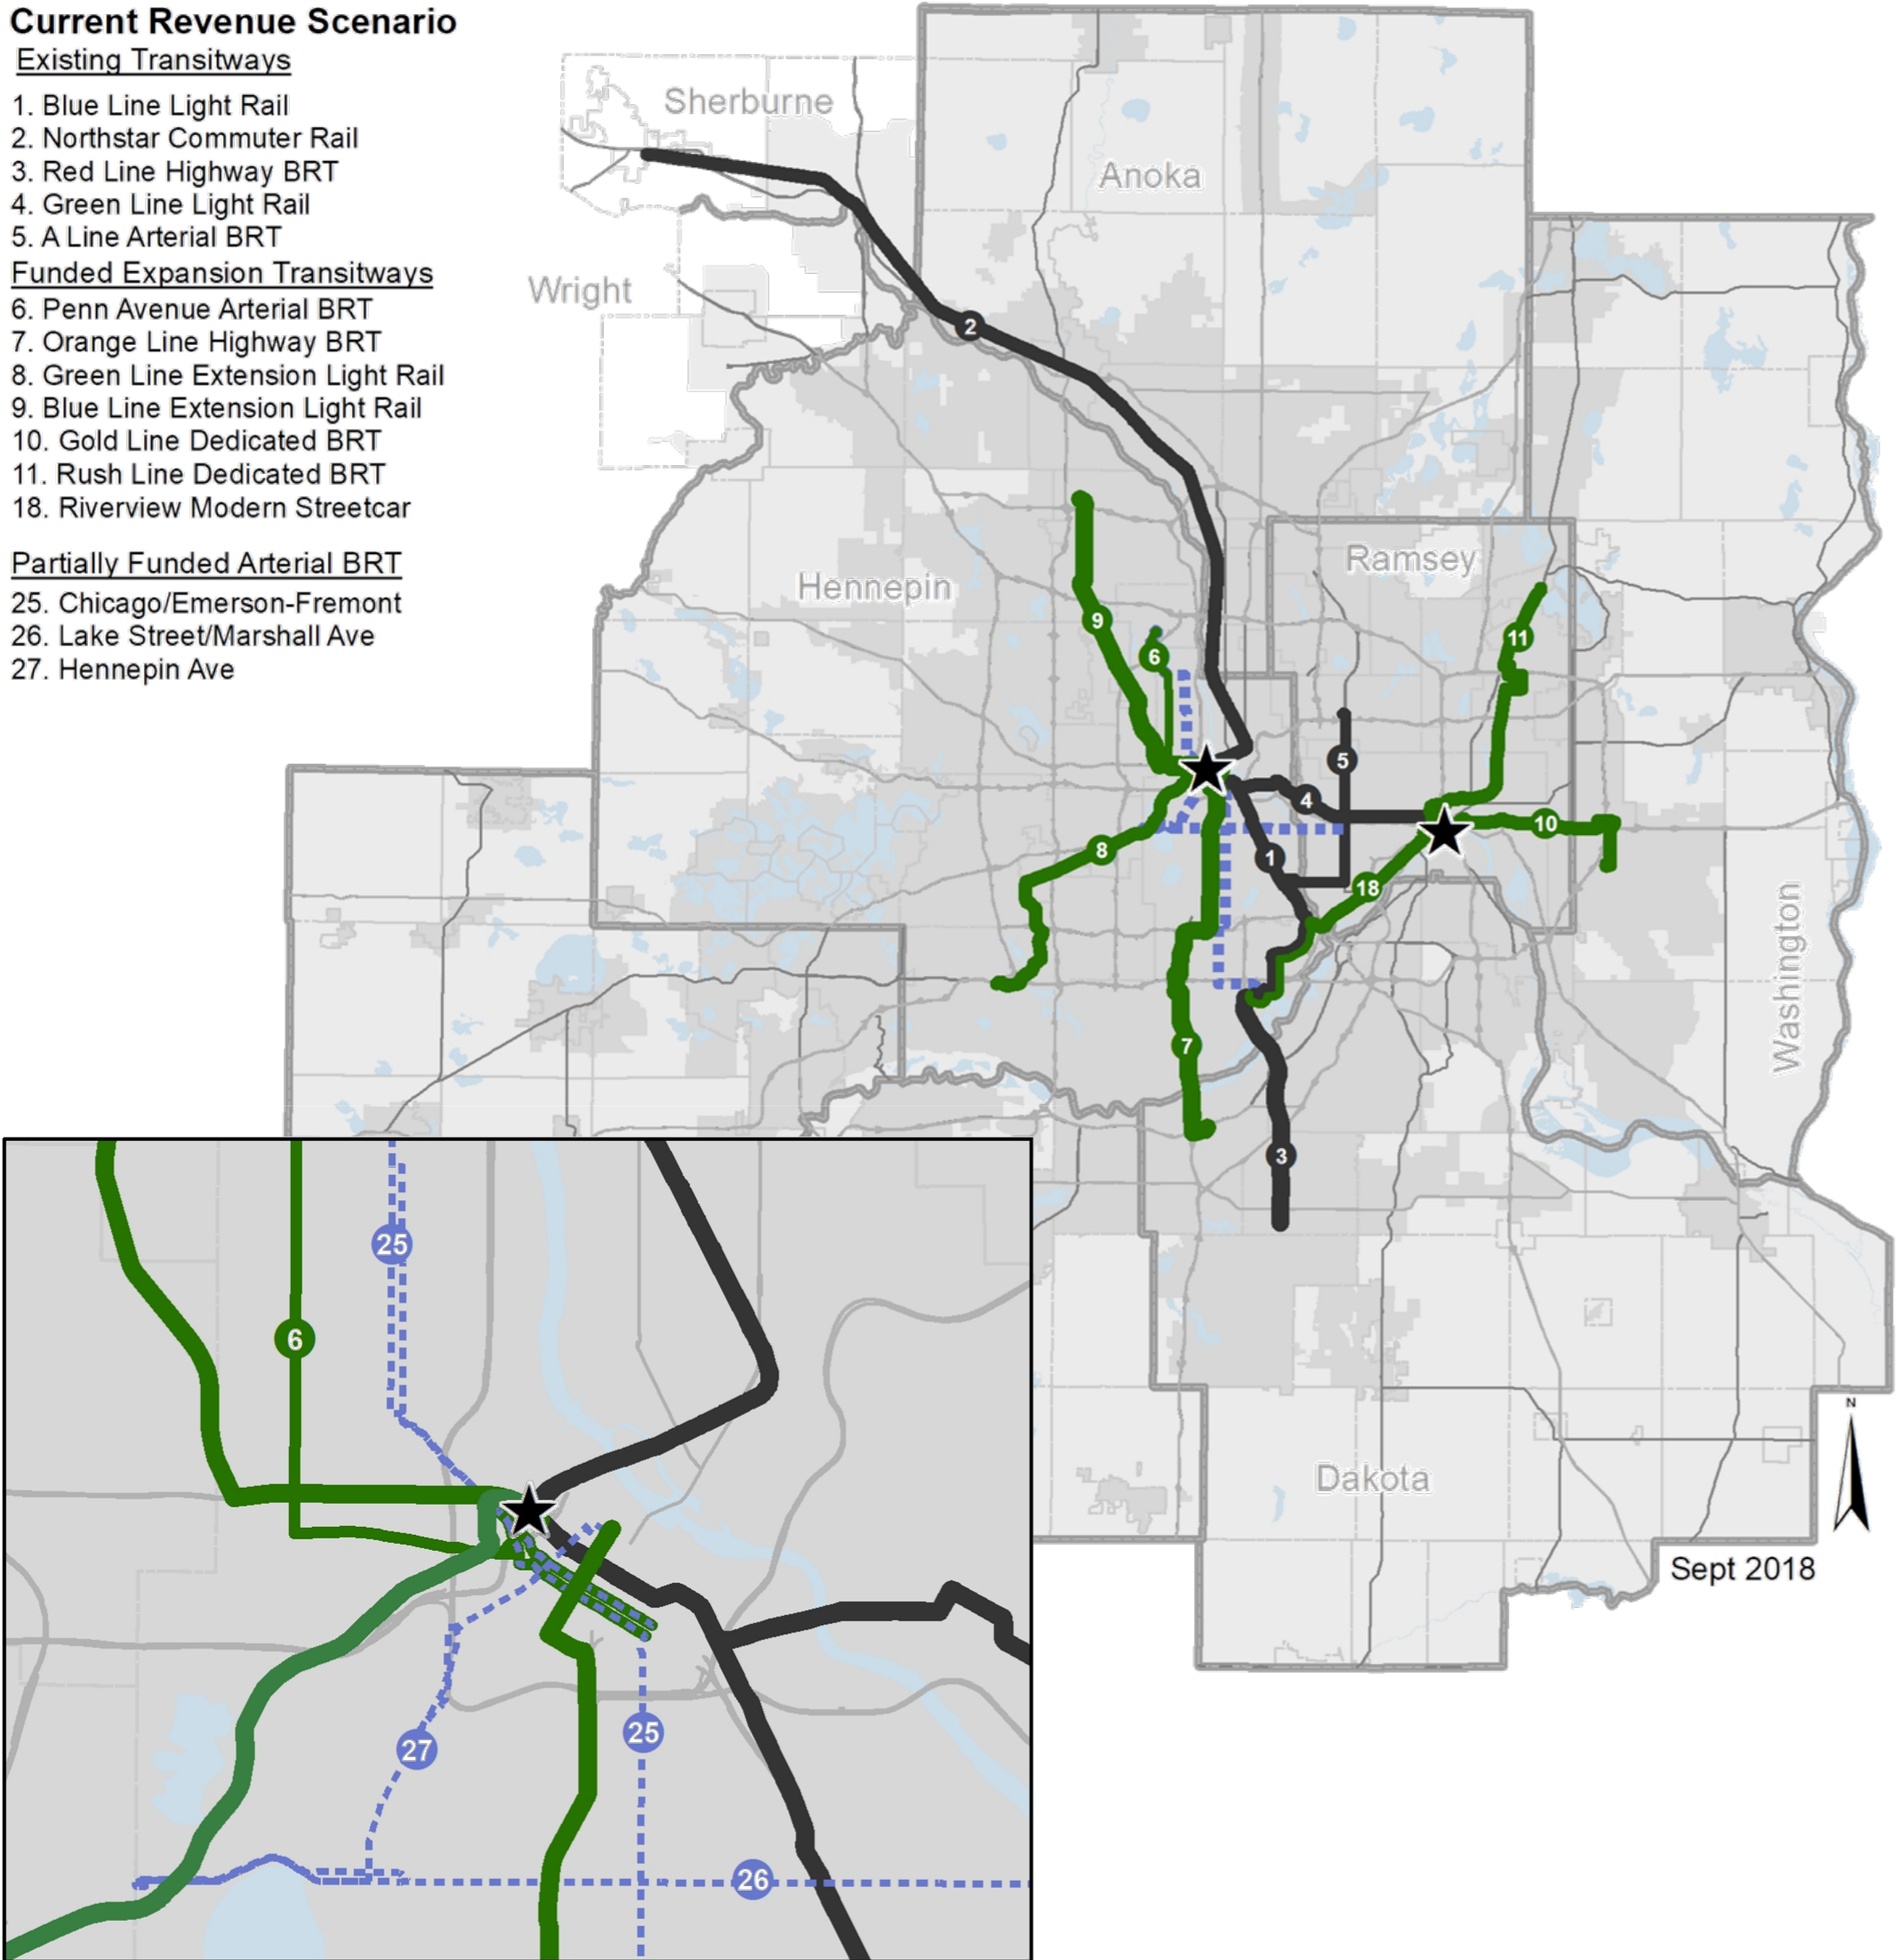 Current Revenue Scenario
Existing Transitways
1. Blue Line Light Rail
2. Northstar Commuter Rail
3. Red Line Highway BRT
4. Green Line Light Rail
5. A Line Arterial BRT
Funded Expansion Transitways
6. Penn Avenue Arterial BRT
7. Orange Line Highway BRT
8. Green Line Extension Light Rail
9. Blue Line Extension Light Rail
10. Gold Line Dedicated BRT
11. Rush Line Dedicated BRT
18. Riverview Modern Streetcar
Partially Funded Arterial BRT
25. Chicago/Emerson-Fremont
26. Lake Street/Marshall Ave
27. Hennepin Ave
Sherburne
Anoka
Wright
2
Ramsey
Hennepin
9
11
6
5
4
10
8
1
18
Washington
7
3
25
6
N
Dakota
Sept 2018
25
27
26